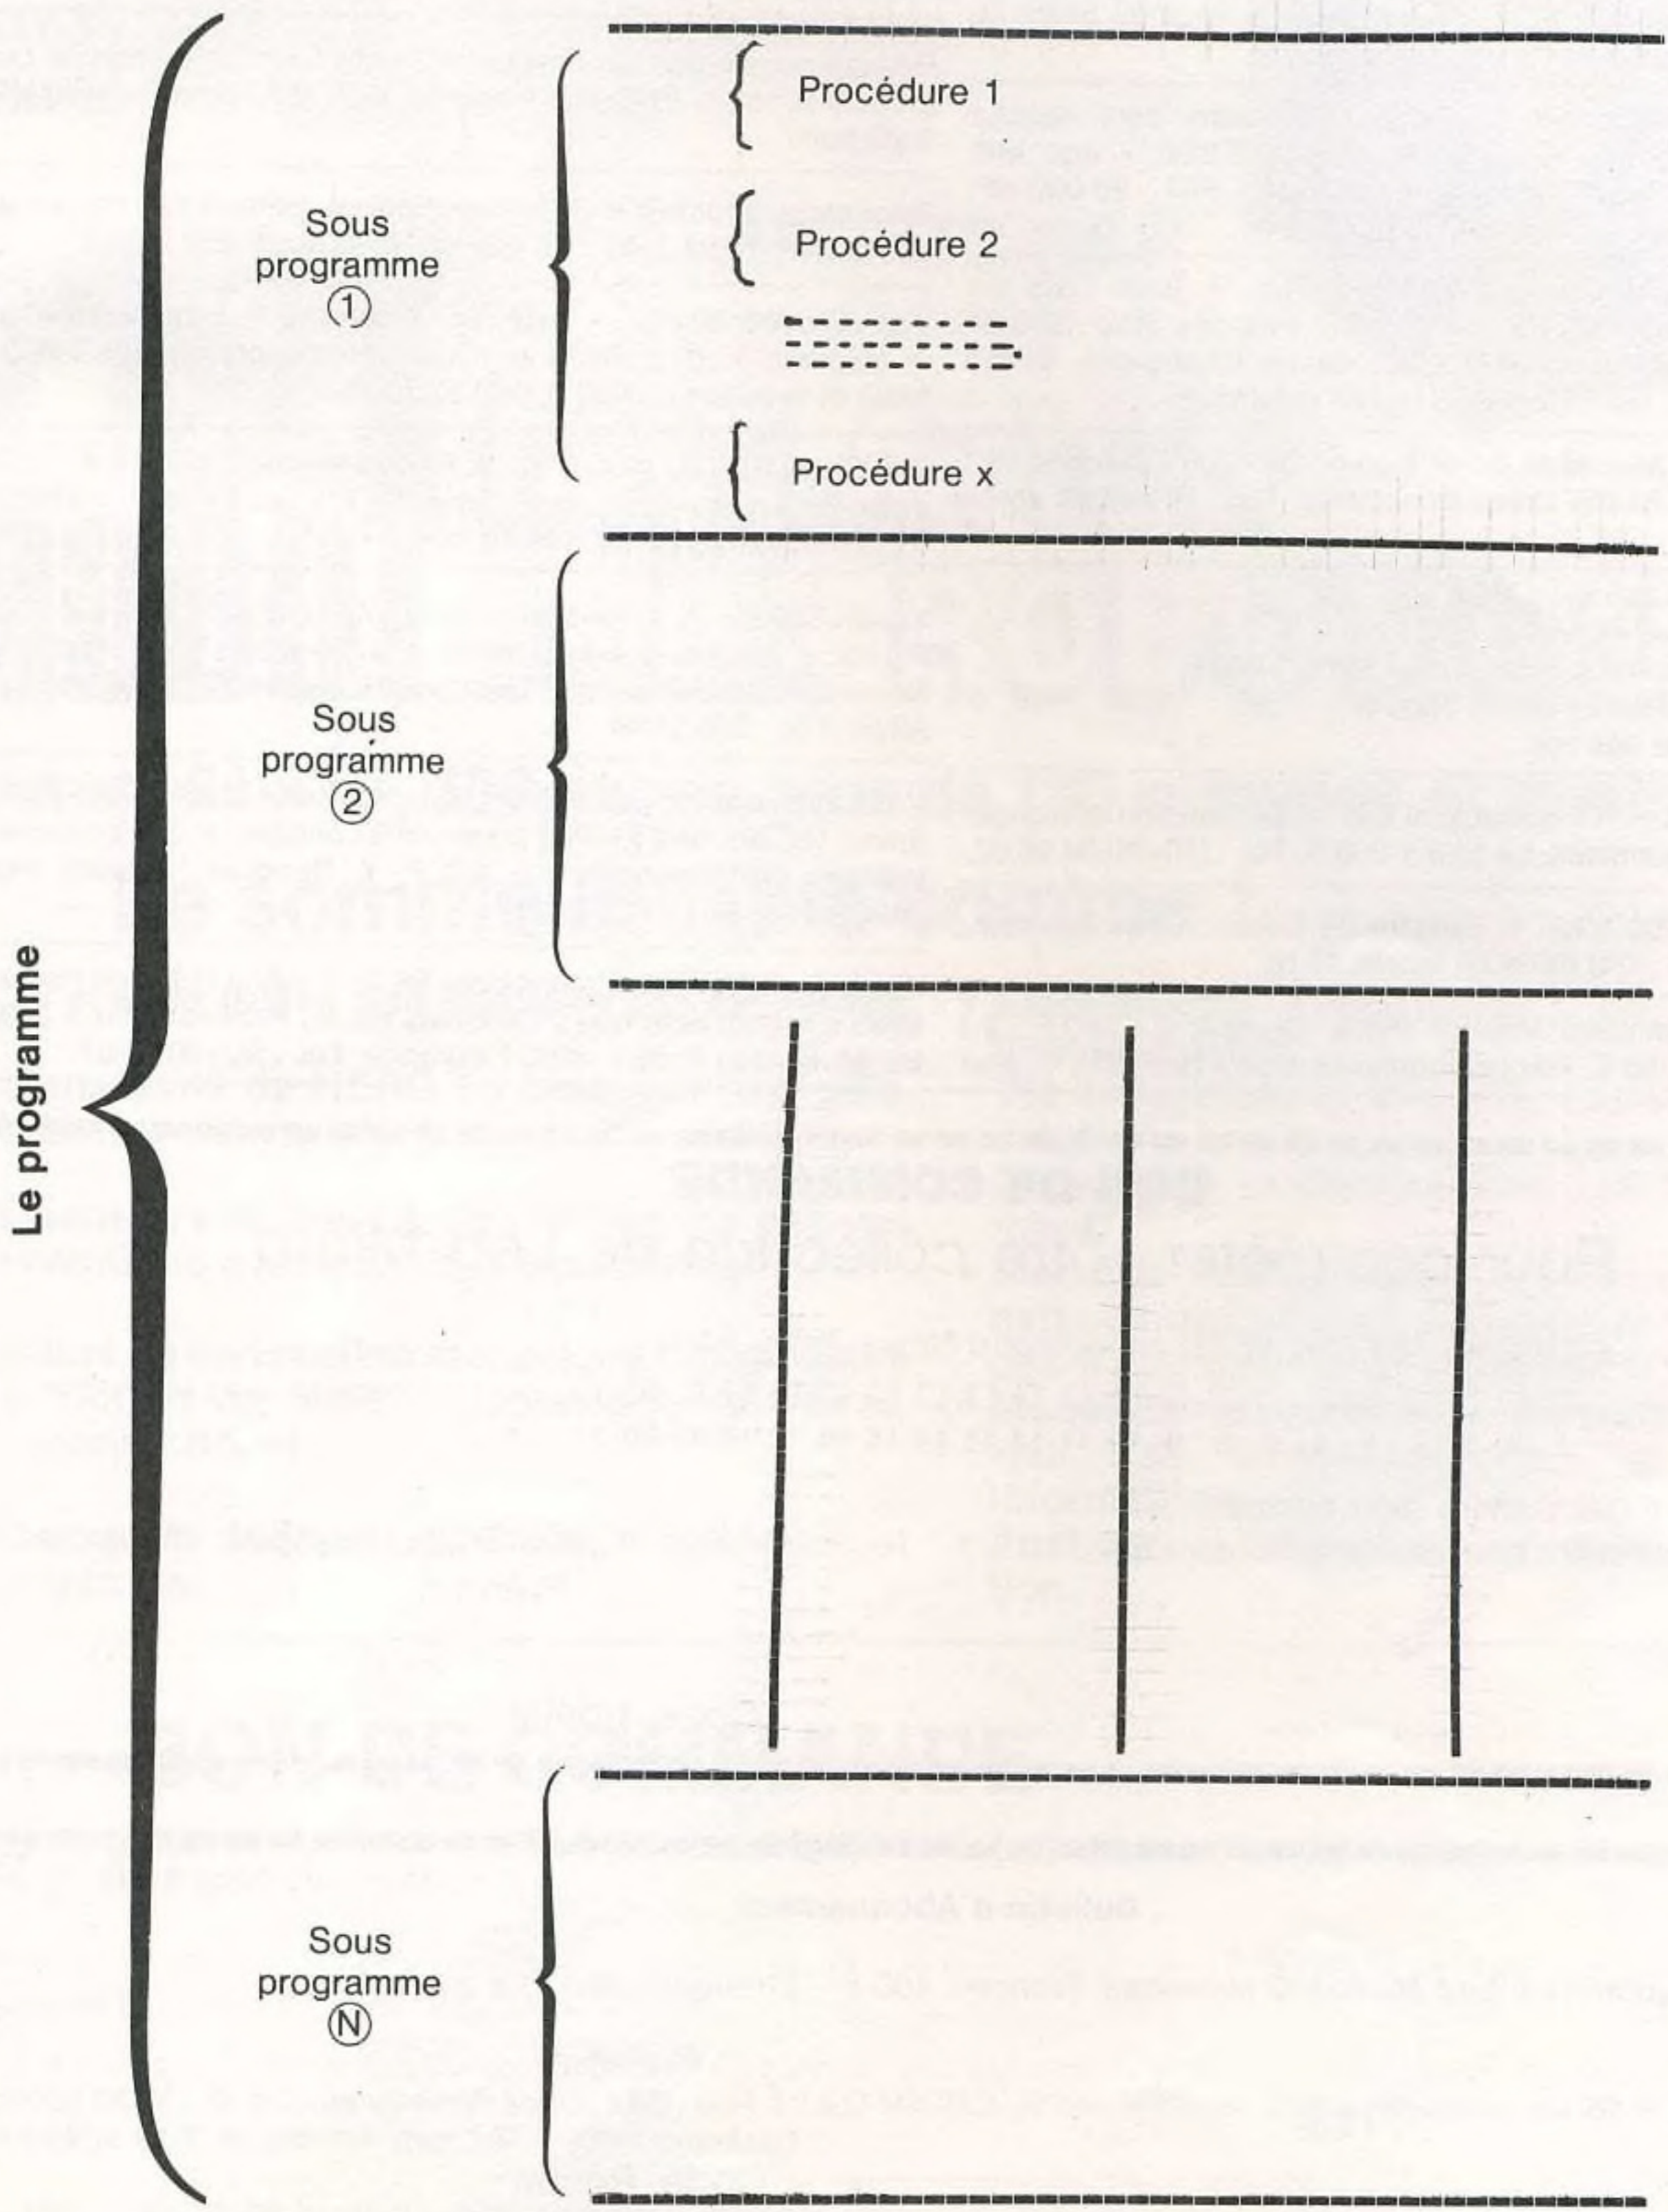 Le programme
Sous
programme
①
Procédure 1
Procédure 2
Procédure x
Sous
programme
②
Sous
programme
Ⓝ